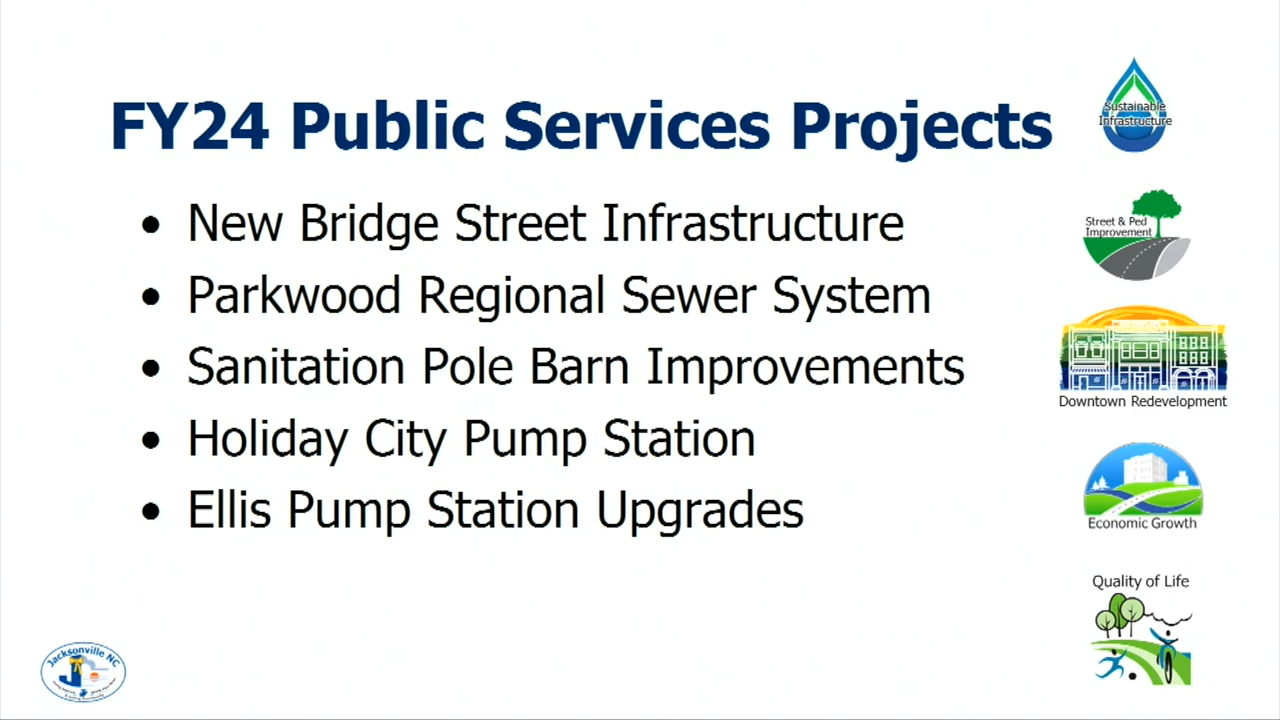 FY24 Public Services Projects
• New Bridge Street Infrastructure
• Parkwood Regional Sewer System
• Sanitation Pole Barn Improvements
• Holiday City Pump Station
• Ellis Pump Station Upgrades
Sustainable
Infrastructure
Street & Ped
Improvement
Downtown Redevelopment
Economic Growth
Quality of Life
Jacksonville NC